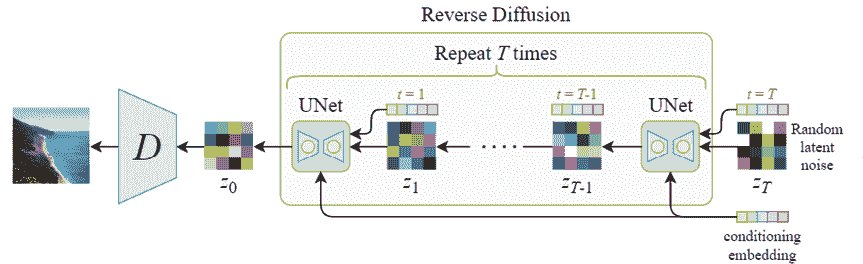 Reverse Diffusion
Repeat T times
UNet
t = 1
t = T-1
UNet
t = T
D
Random
latent
noise
z0
z1
zT-1
zT
conditioning
embedding